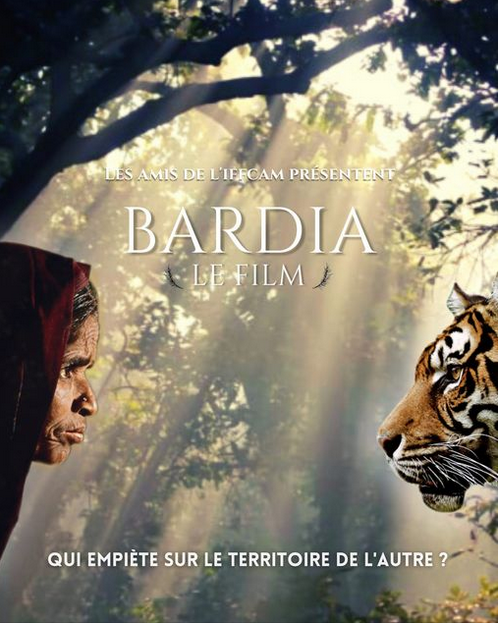 LES AMIS DE L'IFFCAM PRÉSENTENT
BARDIA
LE FILM
QUI EMPIÈTE SUR LE TERRITOIRE DE L'AUTRE ?